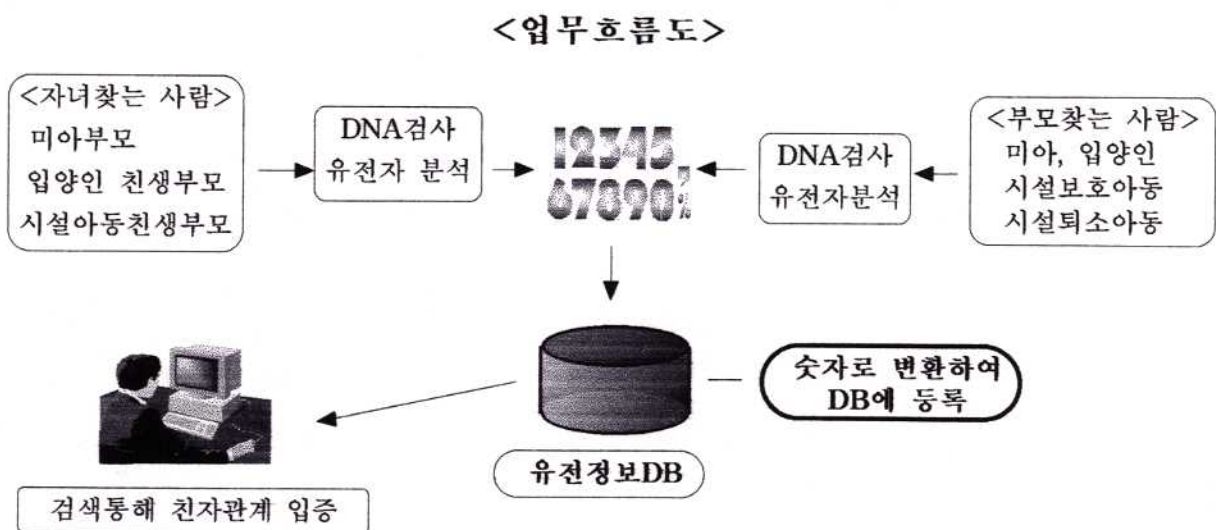 <업무흐름도>
<자녀찾는 사람>
미아부모
입양인 친생부모
시설아동친생부모
DNA검사
유전자 분석
12345
67890%
DNA검사
유전자분석
<부모찾는 사람>
미아, 입양인
시설보호아동
시설퇴소아동
숫자로 변환하여
DB에 등록
유전정보DB
검색통해 친자관계 입증